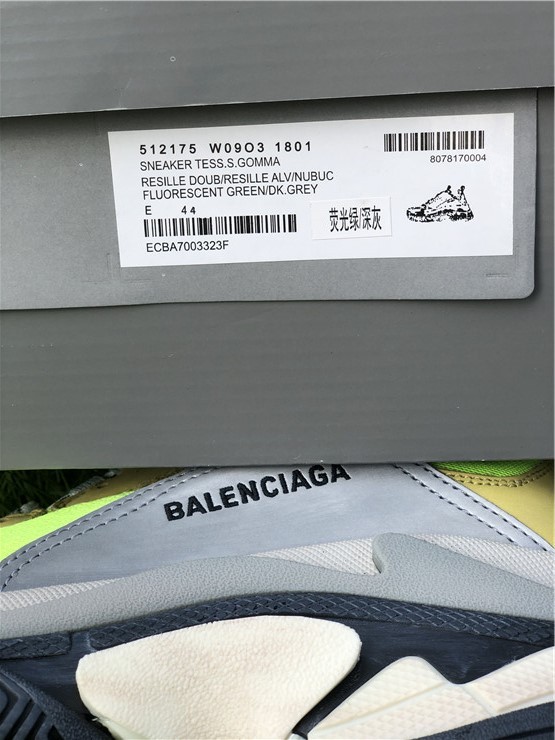 512175 W09O3 1801
SNEAKER TESS.S.GOMMA
8078170004
RESILLE DOUB/RESILLE ALV/NUBUC
FLUORESCENT GREEN/DK.GREY
E 44
荧光绿/深灰
ECBA7003323F
BALENCIAGA